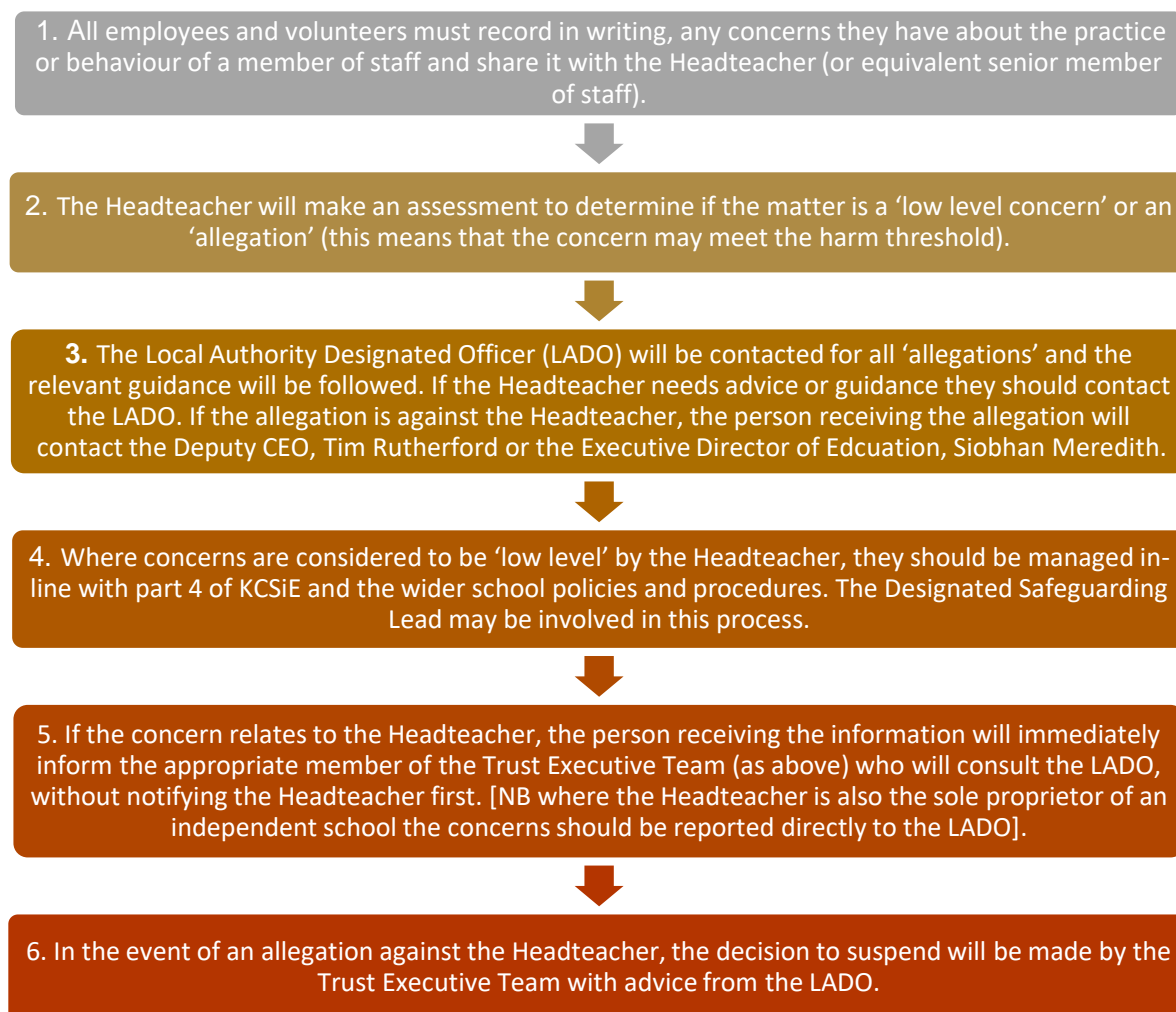 1. All employees and volunteers must record in writing, any concerns they have about the practice
or behaviour of a member of staff and share it with the Headteacher (or equivalent senior member
of staff).
2. The Headteacher will make an assessment to determine if the matter is a ‘low level concern’ or an
‘allegation’ (this means that the concern may meet the harm threshold).
3. The Local Authority Designated Officer (LADO) will be contacted for all ‘allegations’ and the
relevant guidance will be followed. If the Headteacher needs advice or guidance they should contact
the LADO. If the allegation is against the Headteacher, the person receiving the allegation will
contact the Deputy CEO, Tim Rutherford or the Executive Director of Edcuation, Siobhan Meredith.
4. Where concerns are considered to be ‘low level’ by the Headteacher, they should be managed in-
line with part 4 of KCSiE and the wider school policies and procedures. The Designated Safeguarding
Lead may be involved in this process.
5. If the concern relates to the Headteacher, the person receiving the information will immediately
inform the appropriate member of the Trust Executive Team (as above) who will consult the LADO,
without notifying the Headteacher first. [NB where the Headteacher is also the sole proprietor of an
independent school the concerns should be reported directly to the LADO].
6. In the event of an allegation against the Headteacher, the decision to suspend will be made by the
Trust Executive Team with advice from the LADO.